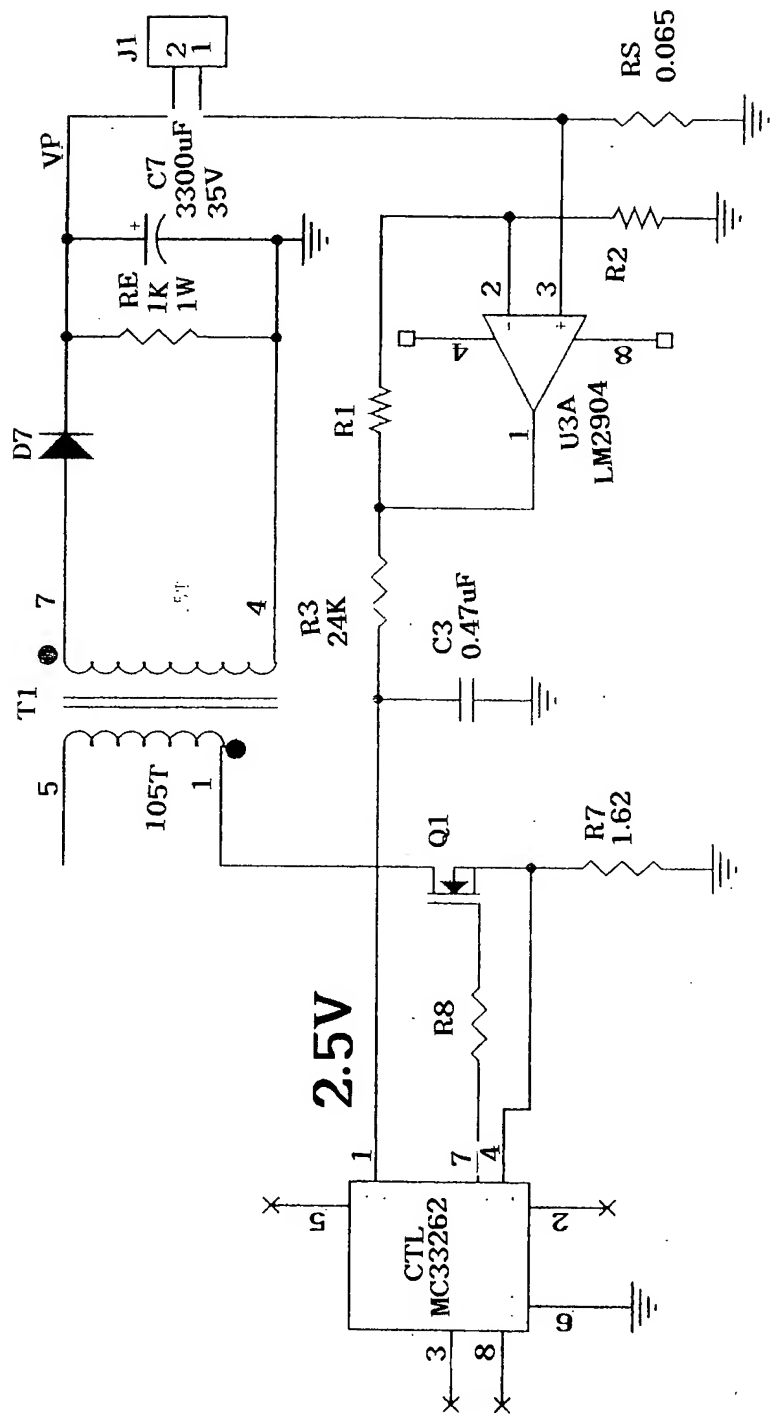 J1
2
1
VP
RS
0.065
C7
3300uF
35V
+
RE
1K
1W
R2
D7
2
3
-
+
4
8
R1
1
U3A
LM2904
7
4
R3
24K
C3
0.47uF
T1
5
1
105T
Q1
R7
1.62
R8
2.5V
1
7
4
5
2
CTL
MC33262
6
3
8